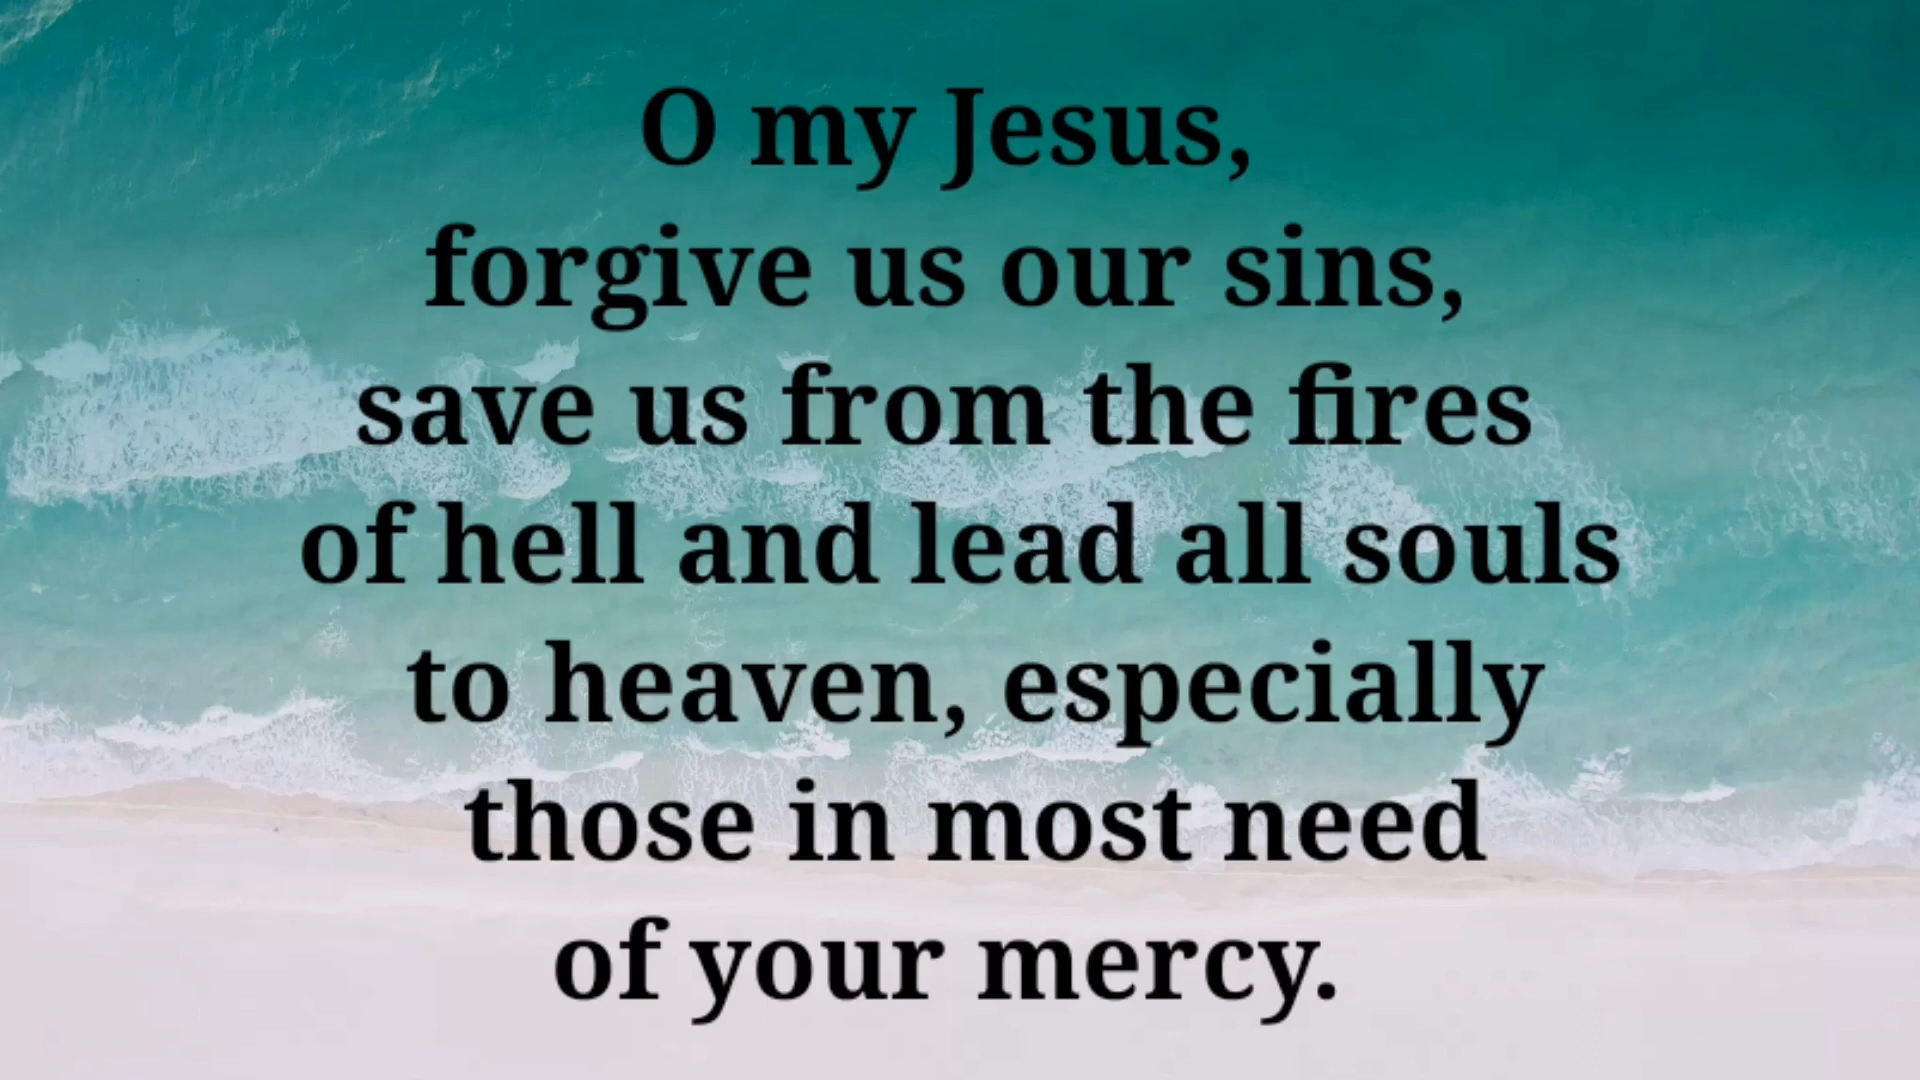 O my Jesus,
forgive us our sins,
save us from the fires
of hell and lead all souls
to heaven, especially
those in most need
of your mercy.